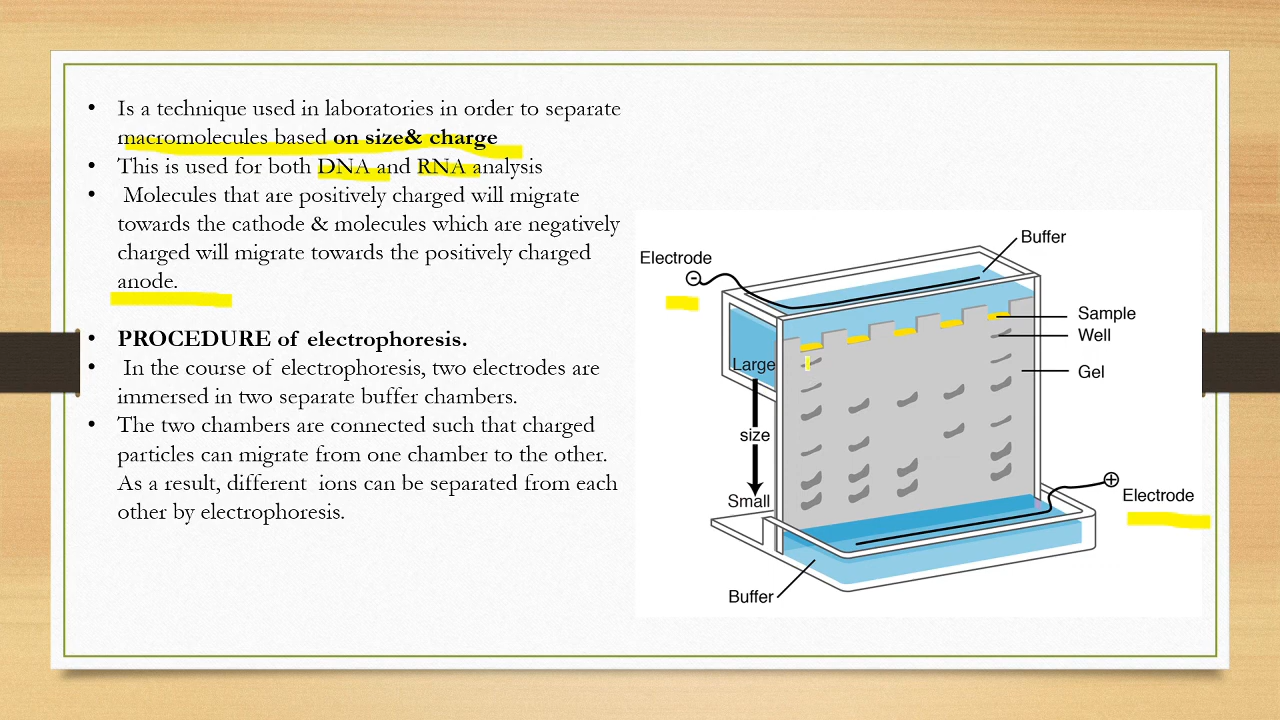 • Is a technique used in laboratories in order to separate
macromolecules based on size& charge
• This is used for both DNA and RNA analysis
• Molecules that are positively charged will migrate
towards the cathode & molecules which are negatively
charged will migrate towards the positively charged
anode.
• PROCEDURE of electrophoresis.
• In the course of electrophoresis, two electrodes are
immersed in two separate buffer chambers.
• The two chambers are connected such that charged
particles can migrate from one chamber to the other.
As a result, different ions can be separated from each
other by electrophoresis.
Buffer
Electrode
−
Sample
Well
Large
Gel
size
Small
+
Electrode
Buffer